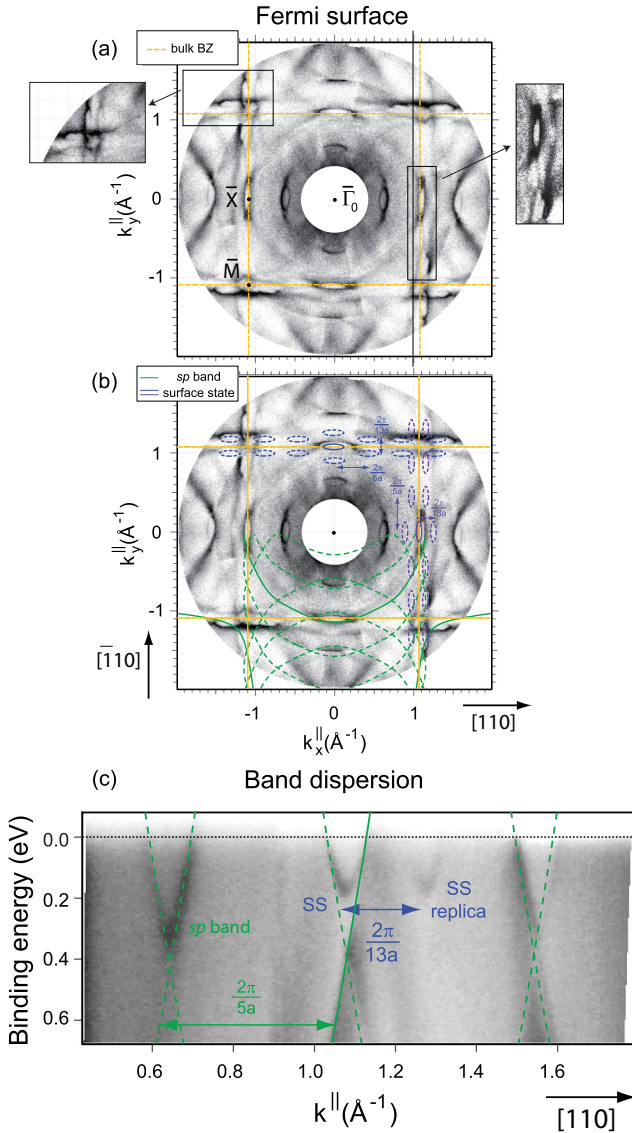 Fermi surface
(a)
bulk BZ
1
0
-1
k_y^||(Å⁻¹)
X̄
Γ̄₀
M̄
(b)
sp band
surface state
2π/13a
2π/5a
2π/5a
2π/13a
1
0
-1
k_y^||(Å⁻¹)
[1̄10]
-1 0 1
k_x^||(Å⁻¹)
[110]
(c) Band dispersion
0.0
0.2
0.4
0.6
Binding energy (eV)
SS
SS
replica
sp band
2π/13a
2π/5a
0.6 0.8 1.0 1.2 1.4 1.6
k^||(Å⁻¹)
[110]